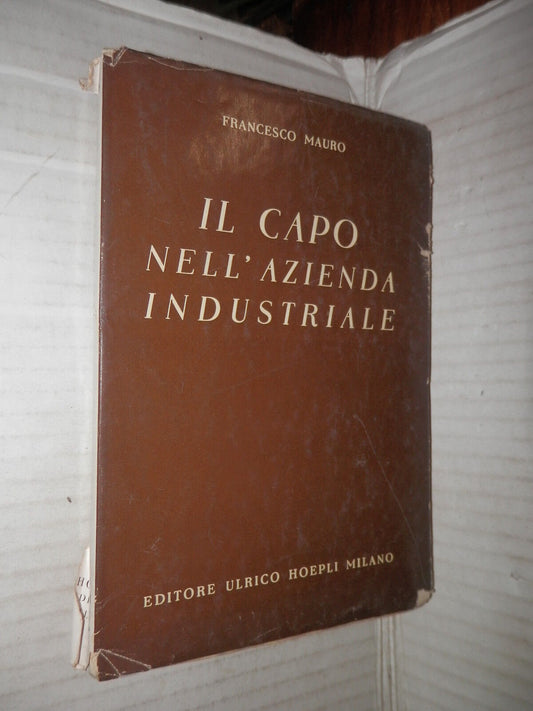 FRANCESCO MAURO
IL CAPO
NELL'AZIENDA
INDUSTRIALE
EDITORE ULRICO HOEPLI MILANO